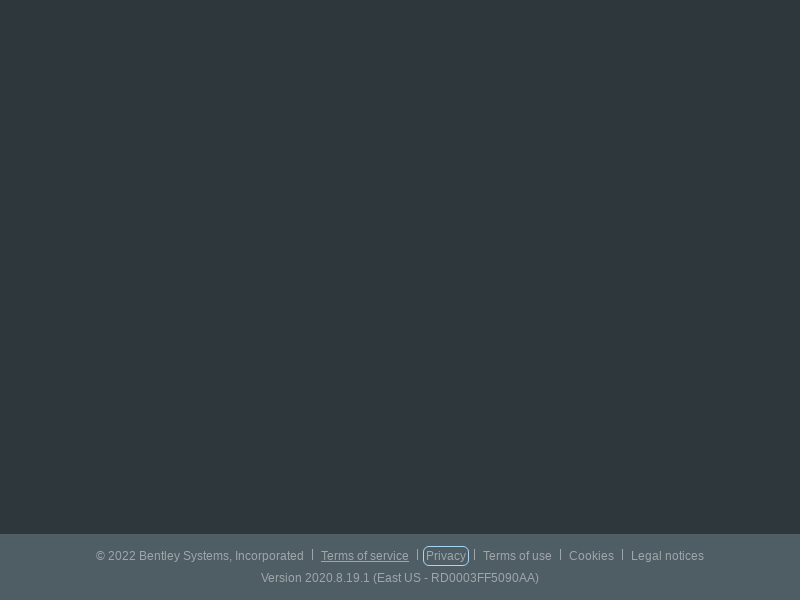 © 2022 Bentley Systems, Incorporated | Terms of service | Privacy | Terms of use | Cookies | Legal notices
Version 2020.8.19.1 (East US - RD0003FF5090AA)